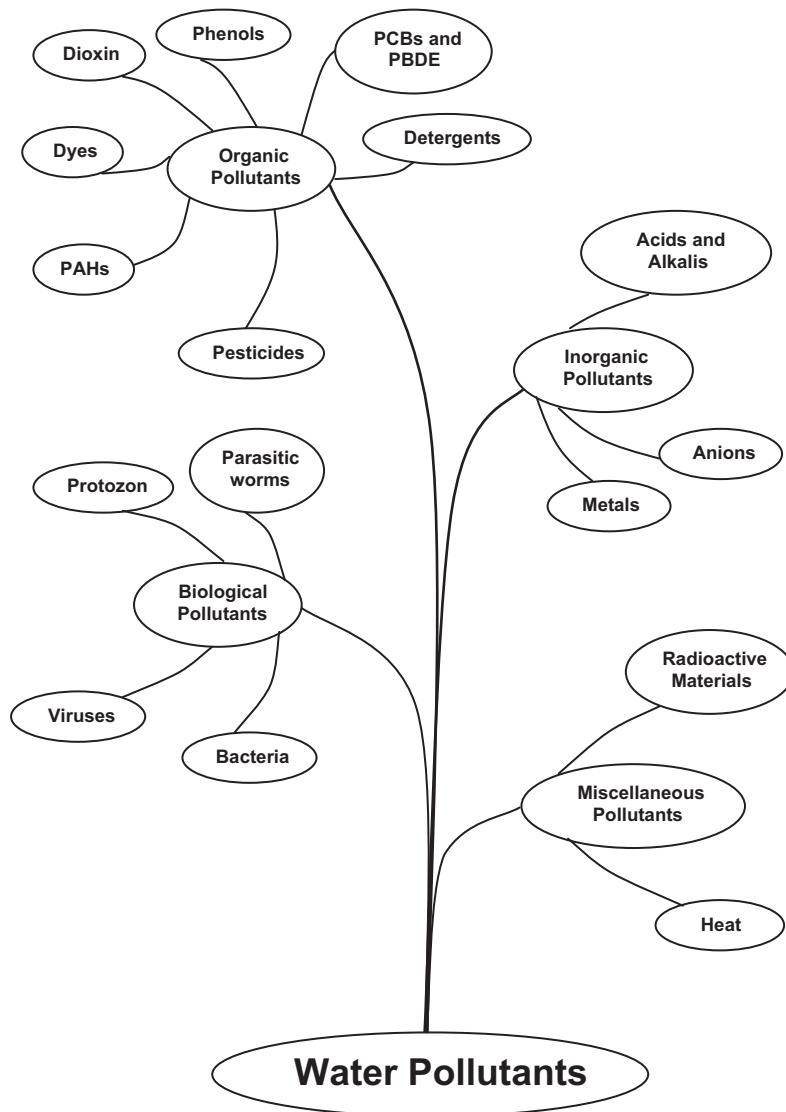 Phenols
PCBs and
PBDE
Dioxin
Detergents
Dyes
Organic
Pollutants
PAHs
Pesticides
Acids and
Alkalis
Inorganic
Pollutants
Anions
Metals
Parasitic
worms
Protozon
Biological
Pollutants
Viruses
Bacteria
Radioactive
Materials
Miscellaneous
Pollutants
Heat
Water Pollutants